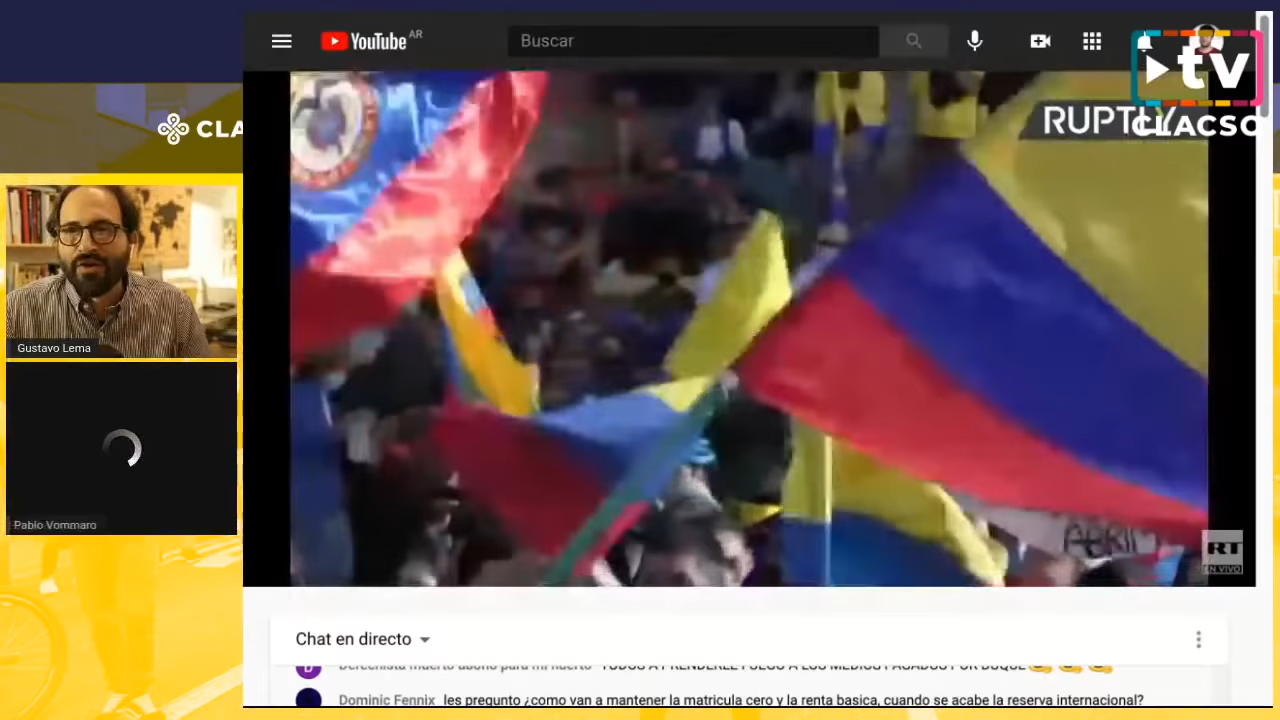 YouTube AR
Buscar
tv
CLACSO
RUPTLY
CLA
Gustavo Lema
Pablo Vommaro
RT
EN VIVO
Chat en directo
Derechista muerto abono para mi huerto TODOS A PRENDERLE FUEGO A LOS MEDIOS PAGADOS POR DUQUE
Dominic Fennix les pregunto ¿como van a mantener la matricula cero y la renta basica, cuando se acabe la reserva internacional?